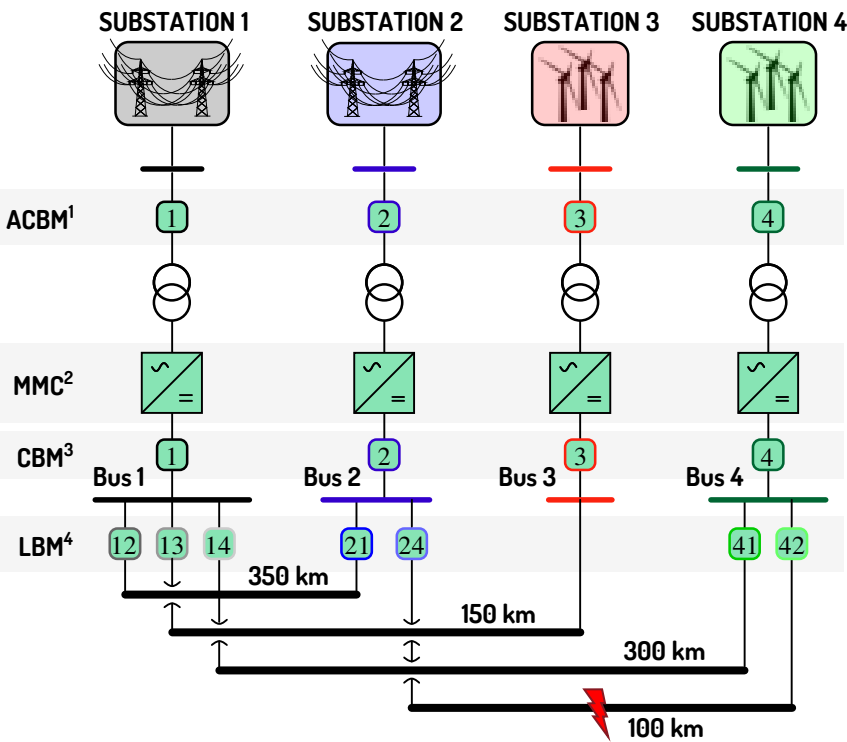 SUBSTATION 1 SUBSTATION 2 SUBSTATION 3 SUBSTATION 4
ACBM¹ 1 2 3 4
MMC²
CBM³ 1 2 3 4
Bus 1 Bus 2 Bus 3 Bus 4
LBM⁴ 12 13 14 21 24 41 42
350 km
150 km
300 km
100 km